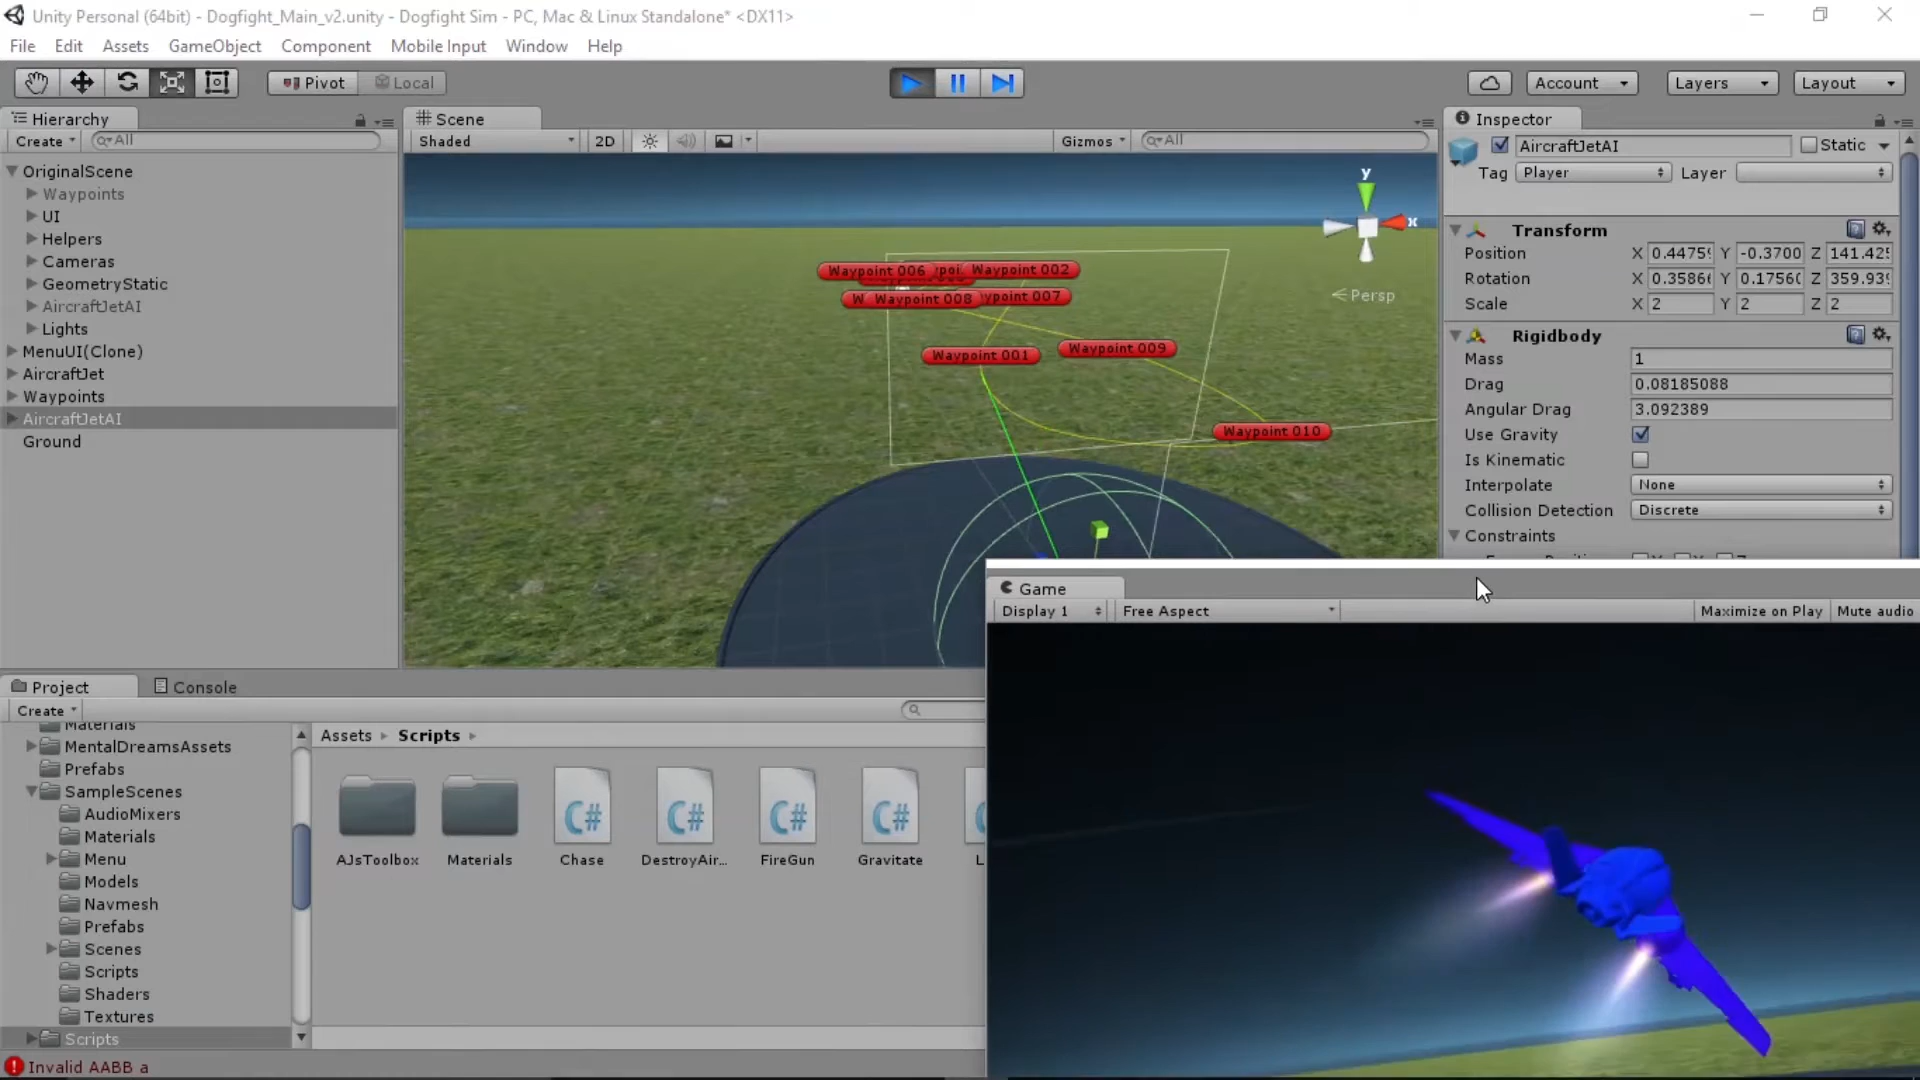 Unity Personal (64bit) - Dogfight_Main_v2.unity - Dogfight Sim - PC, Mac & Linux Standalone* <DX11>
File Edit Assets GameObject Component Mobile Input Window Help
Pivot Local Account Layers Layout
Hierarchy
Create All
OriginalScene
Waypoints
UI
Helpers
Cameras
GeometryStatic
AircraftJetAI
Lights
MenuUI(Clone)
AircraftJet
Waypoints
AircraftJetAI
Ground
Scene
Shaded 2D Gizmos All
y
x
Persp
Waypoint 006 Waypoint 002
Waypoint 008 ypoint 007
Waypoint 001 Waypoint 009
Waypoint 010
Inspector
AircraftJetAI Static
Tag Player Layer
Transform
Position X 0.4475 Y -0.3700 Z 141.425
Rotation X 0.3586 Y 0.1756 Z 359.93
Scale X 2 Y 2 Z 2
Rigidbody
Mass 1
Drag 0.08185088
Angular Drag 3.092389
Use Gravity
Is Kinematic
Interpolate None
Collision Detection Discrete
Constraints
Game
Display 1 Free Aspect Maximize on Play Mute audio
Project Console
Create
Materials
MentalDreamsAssets
Prefabs
SampleScenes
AudioMixers
Materials
Menu
Models
Navmesh
Prefabs
Scenes
Scripts
Shaders
Textures
Scripts
Assets Scripts
C# C# C# C#
AJsToolbox Materials Chase DestroyAir... FireGun Gravitate L
Invalid AABB a